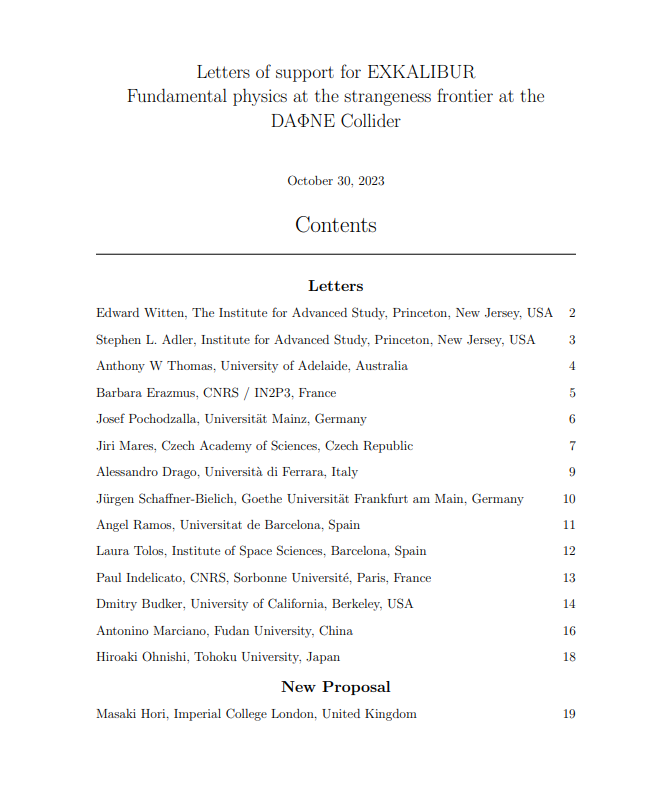 Letters of support for EXKALIBUR
Fundamental physics at the strangeness frontier at the
DAΦNE Collider
October 30, 2023
Contents
Letters
Edward Witten, The Institute for Advanced Study, Princeton, New Jersey, USA 2
Stephen L. Adler, Institute for Advanced Study, Princeton, New Jersey, USA 3
Anthony W Thomas, University of Adelaide, Australia 4
Barbara Erazmus, CNRS / IN2P3, France 5
Josef Pochodzalla, Universität Mainz, Germany 6
Jiri Mares, Czech Academy of Sciences, Czech Republic 7
Alessandro Drago, Università di Ferrara, Italy 9
Jürgen Schaffner-Bielich, Goethe Universität Frankfurt am Main, Germany 10
Angel Ramos, Universitat de Barcelona, Spain 11
Laura Tolos, Institute of Space Sciences, Barcelona, Spain 12
Paul Indelicato, CNRS, Sorbonne Université, Paris, France 13
Dmitry Budker, University of California, Berkeley, USA 14
Antonino Marciano, Fudan University, China 16
Hiroaki Ohnishi, Tohoku University, Japan 18
New Proposal
Masaki Hori, Imperial College London, United Kingdom 19